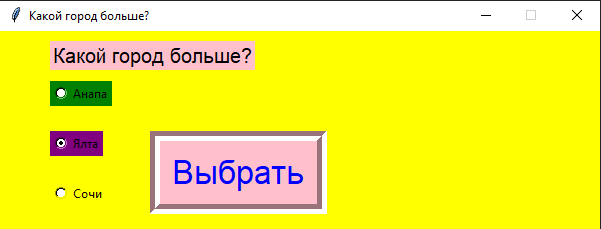 Какой город больше?
Какой город больше?
Анапа
Ялта
Выбрать
Сочи